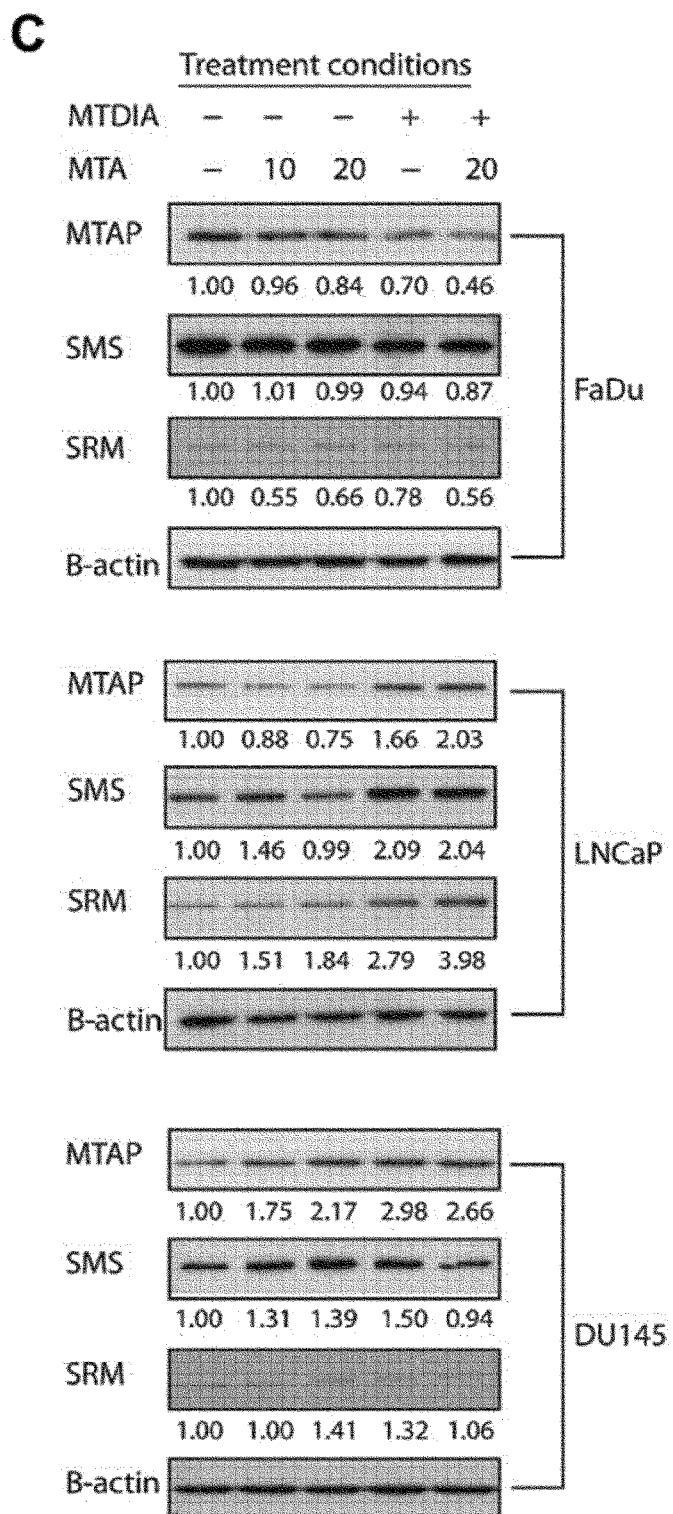 C
Treatment conditions
MTDIA – – – + +
MTA – 10 20 – 20
MTAP
1.00 0.96 0.84 0.70 0.46
SMS
1.00 1.01 0.99 0.94 0.87
FaDu
SRM
1.00 0.55 0.66 0.78 0.56
B-actin
MTAP
1.00 0.88 0.75 1.66 2.03
SMS
1.00 1.46 0.99 2.09 2.04
LNCaP
SRM
1.00 1.51 1.84 2.79 3.98
B-actin
MTAP
1.00 1.75 2.17 2.98 2.66
SMS
1.00 1.31 1.39 1.50 0.94
DU145
SRM
1.00 1.00 1.41 1.32 1.06
B-actin